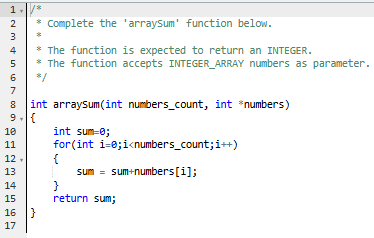 1 /*
2  * Complete the 'arraySum' function below.
3  *
4  * The function is expected to return an INTEGER.
5  * The function accepts INTEGER_ARRAY numbers as parameter.
6  */
7
8 int arraySum(int numbers_count, int *numbers)
9 {
10     int sum=0;
11     for(int i=0;i<numbers_count;i++)
12     {
13         sum = sum+numbers[i];
14     }
15     return sum;
16 }
17